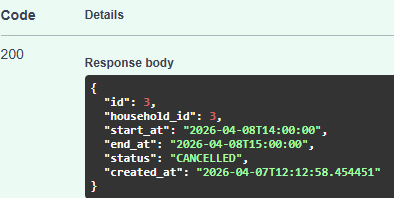 Code Details
200
Response body
{
  "id": 3,
  "household_id": 3,
  "start_at": "2026-04-08T14:00:00",
  "end_at": "2026-04-08T15:00:00",
  "status": "CANCELLED",
  "created_at": "2026-04-07T12:12:58.454451"
}